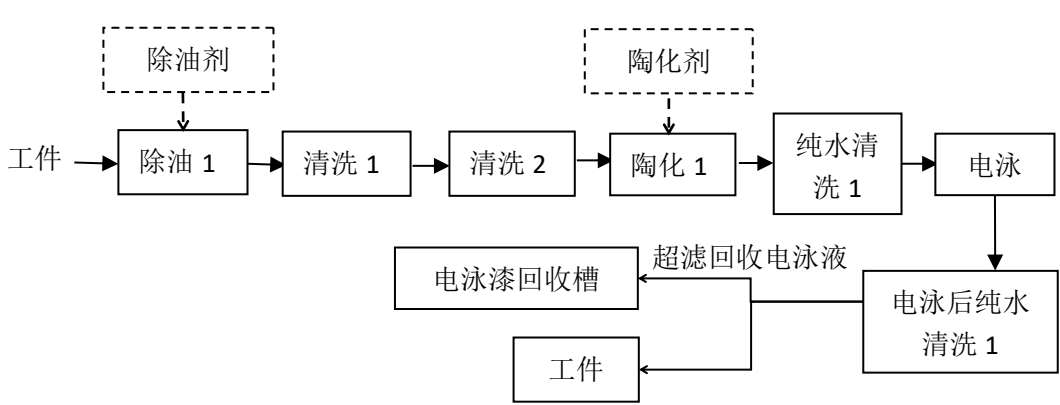 除油剂
陶化剂
工件
除油 1
清洗 1
清洗 2
陶化 1
纯水清
洗 1
电泳
超滤回收电泳液
电泳漆回收槽
电泳后纯水
清洗 1
工件